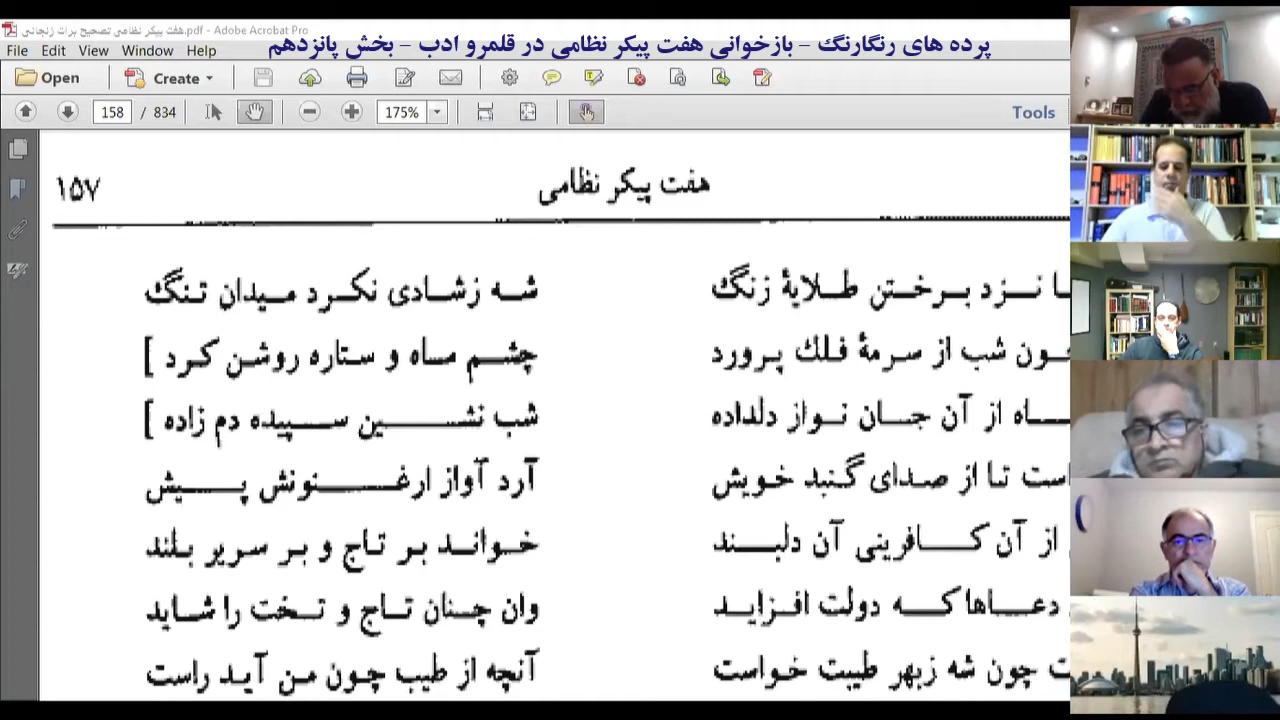 هفت پیکر نظامی تصحیح برات زنجانی.pdf - Adobe Acrobat Pro
File Edit View Window Help
پرده های رنگارنگ - بازخوانی هفت پیکر نظامی در قلمرو ادب - بخش پانزدهم
Open Create
158 / 834 175% Tools
هفت پیکر نظامی ۱۵۷
نزد برختن طلایهٔ زنگ شه زشادی نکرد میدان تنگ
شب از سرمهٔ فلك پرورد چشم ماه و ستاره روشن کرد ]
از آن جان نواز دلداده شب نشین سپیده دم زاده ]
تا از صدای گنبد خویش آرد آواز ارغنونش پیش
از آن کافرینی آن دلبند خواند بر تاج و بر سریر بلند
دعاها که دولت افزاید وان چنان تاج و تخت را شاید
چون شه زبهر طیبت خواست آنچه از طیب چون من آید راست